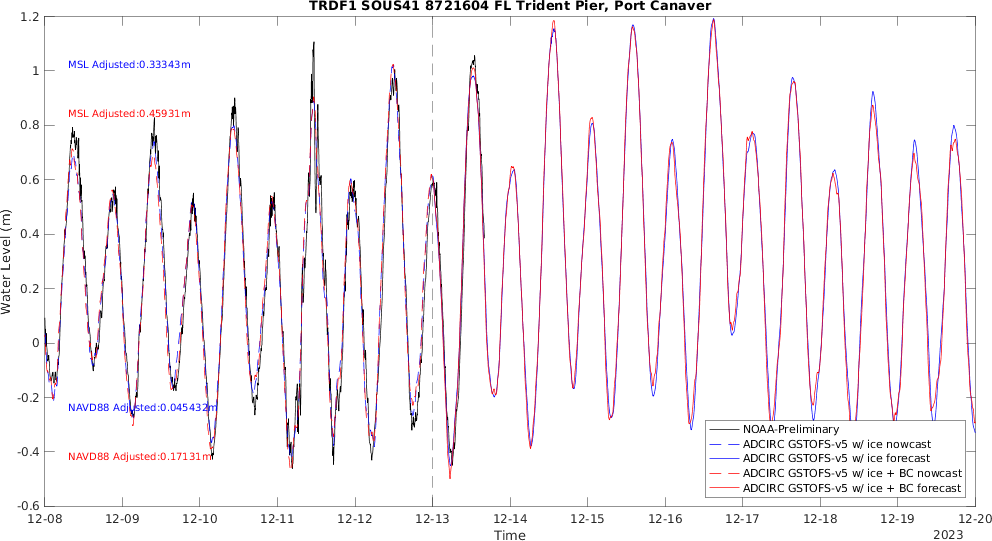 TRDF1 SOUS41 8721604 FL Trident Pier, Port Canaver
1.2
1
0.8
0.6
0.4
0.2
0
-0.2
-0.4
-0.6
Water Level (m)
MSL Adjusted:0.33343m
MSL Adjusted:0.45931m
NAVD88 Adjusted:0.045432m
NAVD88 Adjusted:0.17131m
NOAA-Preliminary
ADCIRC GSTOFS-v5 w/ ice nowcast
ADCIRC GSTOFS-v5 w/ ice forecast
ADCIRC GSTOFS-v5 w/ ice + BC nowcast
ADCIRC GSTOFS-v5 w/ ice + BC forecast
12-08 12-09 12-10 12-11 12-12 12-13 12-14 12-15 12-16 12-17 12-18 12-19 12-20
Time
2023